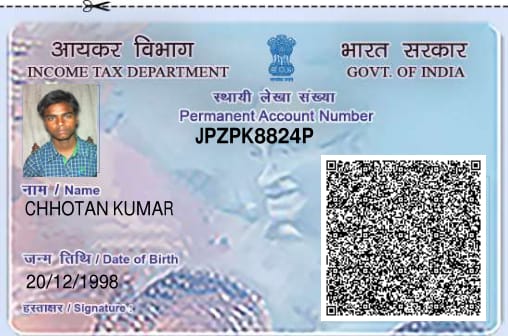 आयकर विभाग
INCOME TAX DEPARTMENT
भारत सरकार
GOVT. OF INDIA
स्थायी लेखा संख्या
Permanent Account Number
JPZPK8824P
नाम / Name
CHHOTAN KUMAR
जन्म तिथि / Date of Birth
20/12/1998
हस्ताक्षर / Signature :